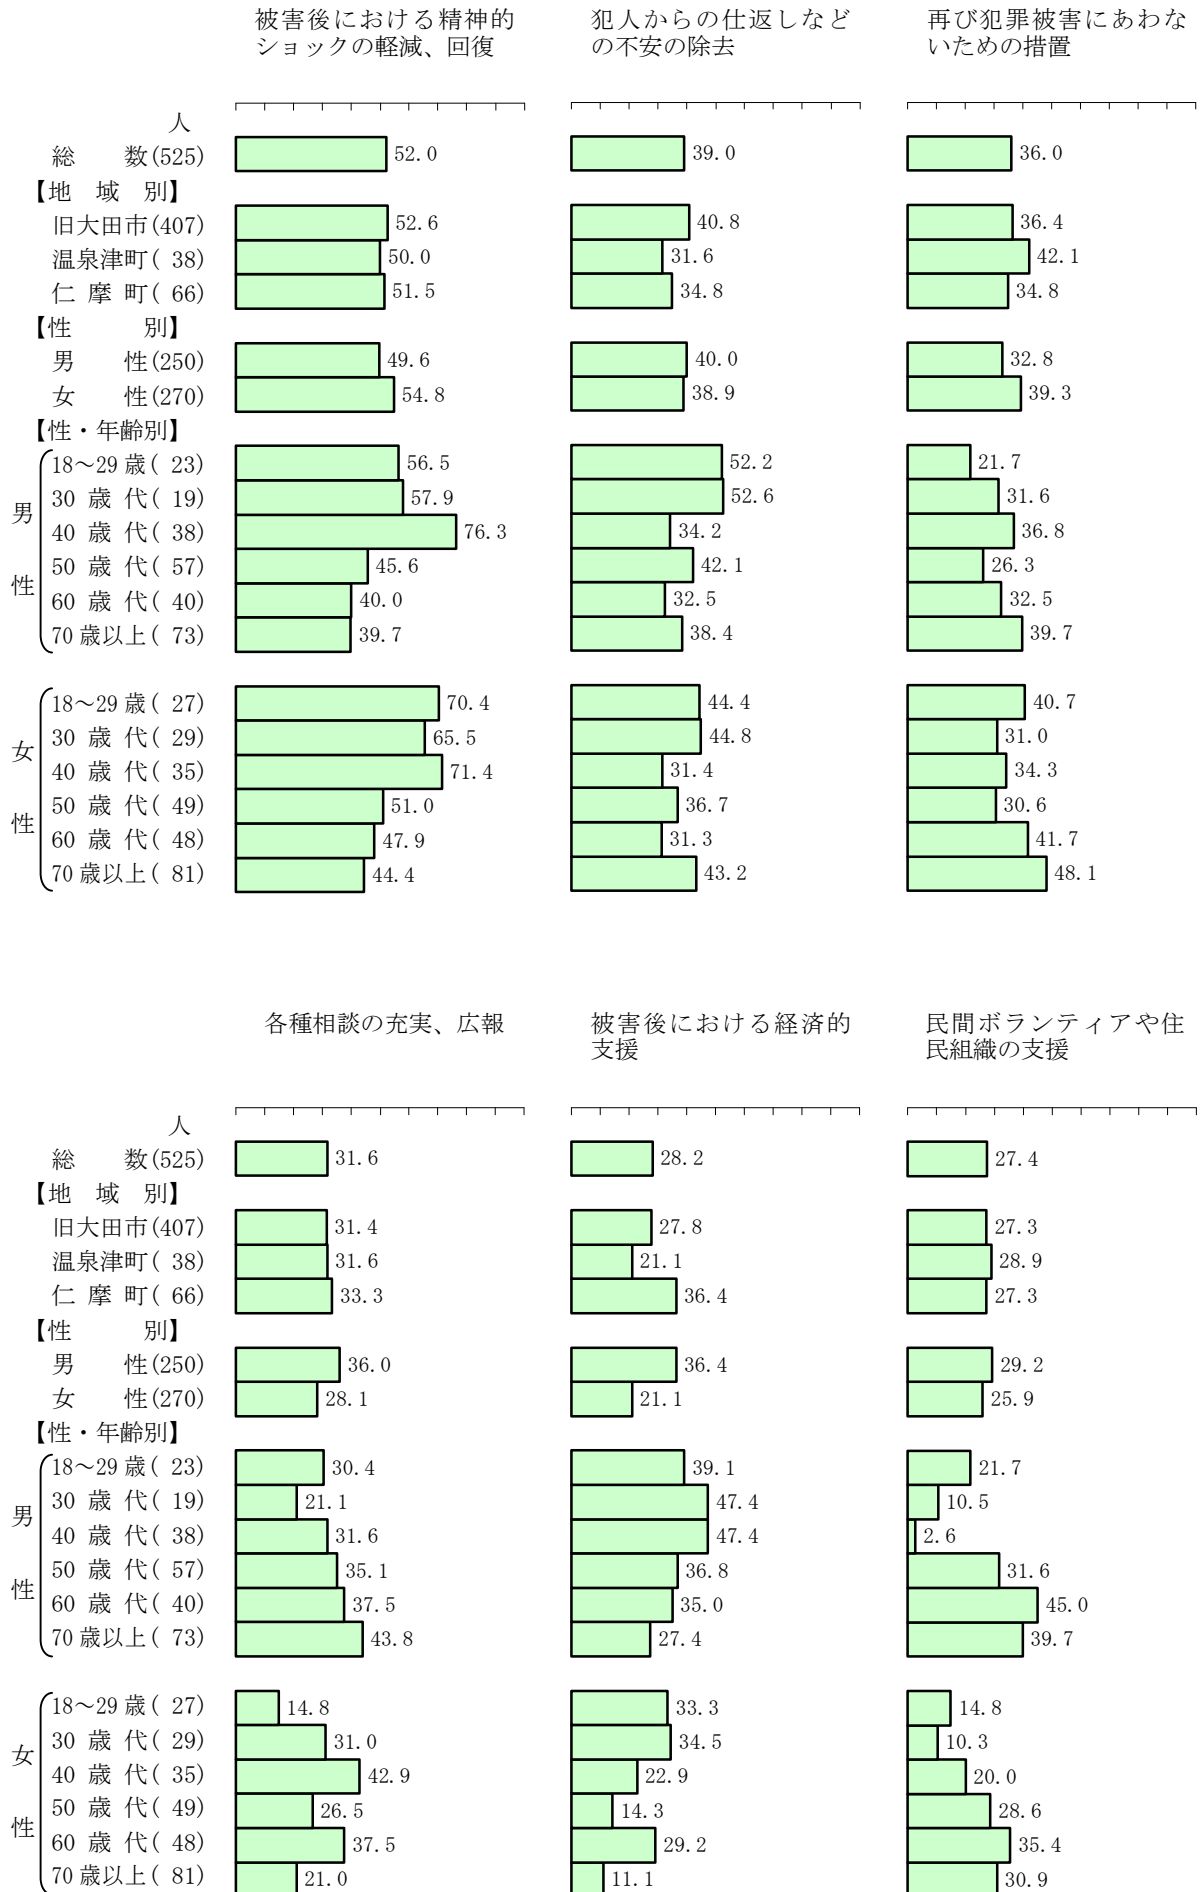 被害後における精神的
ショックの軽減、回復
犯人からの仕返しなど
の不安の除去
再び犯罪被害にあわな
いための措置
人
総　数(525) 52.0 39.0 36.0
【地　域　別】
旧大田市(407) 52.6 40.8 36.4
温泉津町( 38) 50.0 31.6 42.1
仁 摩 町( 66) 51.5 34.8 34.8
【性　　　別】
男　性(250) 49.6 40.0 32.8
女　性(270) 54.8 38.9 39.3
【性・年齢別】
男性
18～29 歳( 23) 56.5 52.2 21.7
30 歳 代( 19) 57.9 52.6 31.6
40 歳 代( 38) 76.3 34.2 36.8
50 歳 代( 57) 45.6 42.1 26.3
60 歳 代( 40) 40.0 32.5 32.5
70 歳以上( 73) 39.7 38.4 39.7
女性
18～29 歳( 27) 70.4 44.4 40.7
30 歳 代( 29) 65.5 44.8 31.0
40 歳 代( 35) 71.4 31.4 34.3
50 歳 代( 49) 51.0 36.7 30.6
60 歳 代( 48) 47.9 31.3 41.7
70 歳以上( 81) 44.4 43.2 48.1
各種相談の充実、広報
被害後における経済的
支援
民間ボランティアや住
民組織の支援
人
総　数(525) 31.6 28.2 27.4
【地　域　別】
旧大田市(407) 31.4 27.8 27.3
温泉津町( 38) 31.6 21.1 28.9
仁 摩 町( 66) 33.3 36.4 27.3
【性　　　別】
男　性(250) 36.0 36.4 29.2
女　性(270) 28.1 21.1 25.9
【性・年齢別】
男性
18～29 歳( 23) 30.4 39.1 21.7
30 歳 代( 19) 21.1 47.4 10.5
40 歳 代( 38) 31.6 47.4 2.6
50 歳 代( 57) 35.1 36.8 31.6
60 歳 代( 40) 37.5 35.0 45.0
70 歳以上( 73) 43.8 27.4 39.7
女性
18～29 歳( 27) 14.8 33.3 14.8
30 歳 代( 29) 31.0 34.5 10.3
40 歳 代( 35) 42.9 22.9 20.0
50 歳 代( 49) 26.5 14.3 28.6
60 歳 代( 48) 37.5 29.2 35.4
70 歳以上( 81) 21.0 11.1 30.9